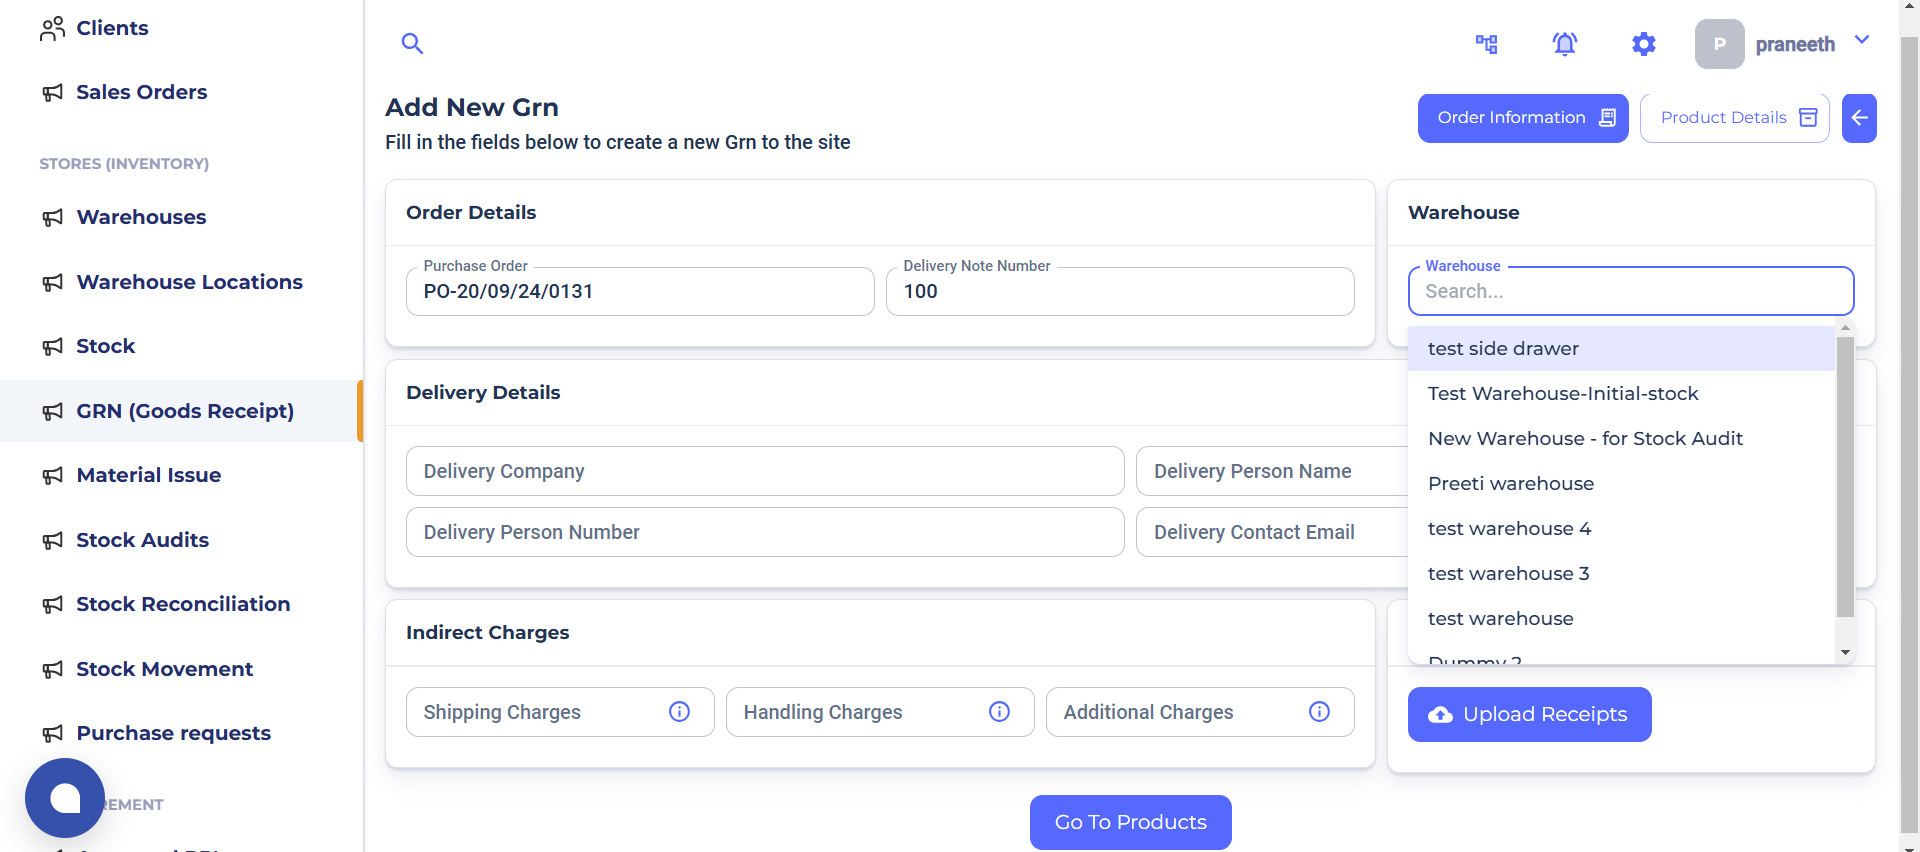 Clients
Sales Orders
STORES (INVENTORY)
Warehouses
Warehouse Locations
Stock
GRN (Goods Receipt)
Material Issue
Stock Audits
Stock Reconciliation
Stock Movement
Purchase requests
REMENT
P
praneeth
Add New Grn
Fill in the fields below to create a new Grn to the site
Order Information
Product Details
Order Details
Purchase Order
PO-20/09/24/0131
Delivery Note Number
100
Warehouse
Warehouse
Search...
test side drawer
Test Warehouse-Initial-stock
New Warehouse - for Stock Audit
Preeti warehouse
test warehouse 4
test warehouse 3
test warehouse
Dummy 2
Delivery Details
Delivery Company
Delivery Person Name
Delivery Person Number
Delivery Contact Email
Indirect Charges
Shipping Charges
Handling Charges
Additional Charges
Upload Receipts
Go To Products